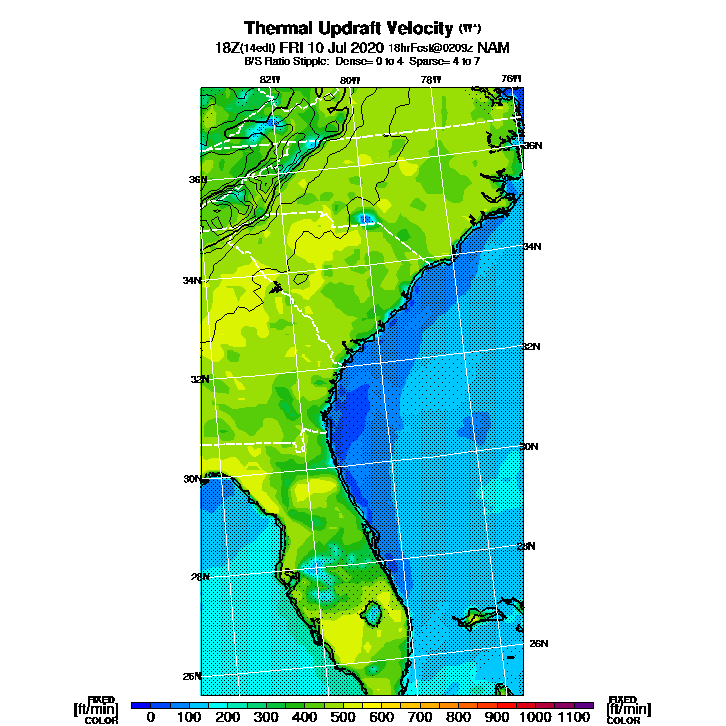 Thermal Updraft Velocity (W*)
18Z(14edt) FRI 10 Jul 2020 18hrFcst@0209z NAM
B/S Ratio Stipple: Dense= 0 to 4 Sparse= 4 to 7
82W 80W 78W 76W
36N
36N
34N
34N
32N
32N
30N
30N
28N
28N
26N
26N
FIXED FIXED
[ft/min] [ft/min]
COLOR COLOR
0 100 200 300 400 500 600 700 800 900 1000 1100